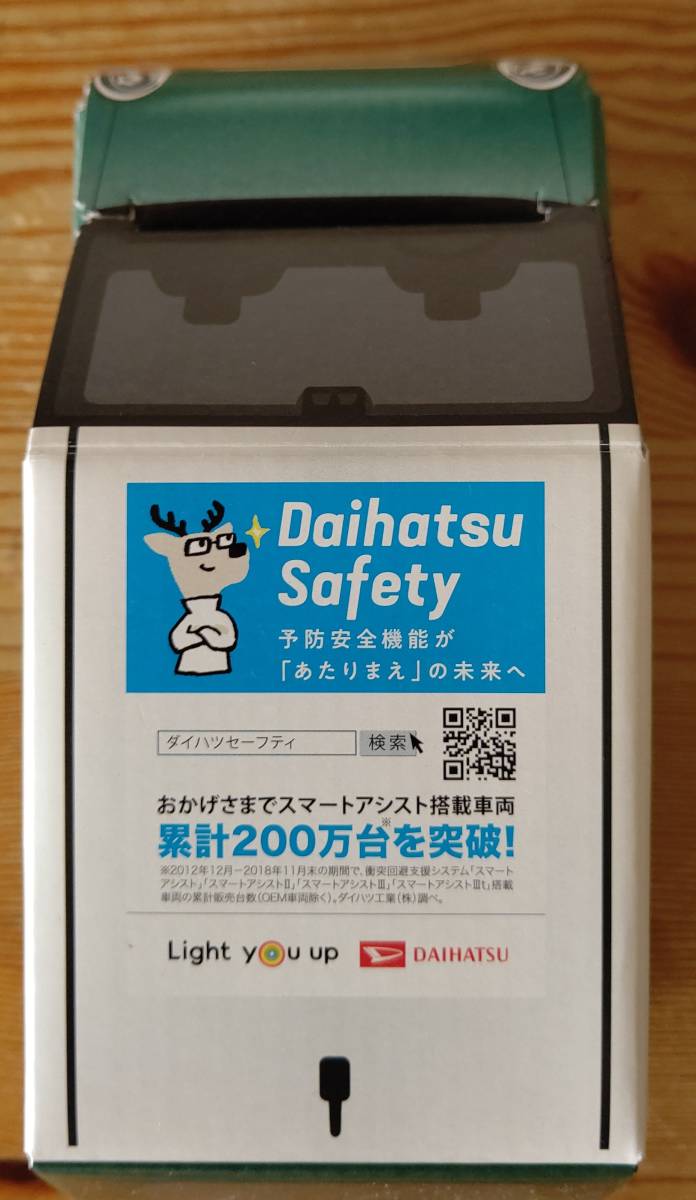 Daihatsu
Safety
予防安全機能が
「あたりまえ」の未来へ
ダイハツセーフティ 検索
おかげさまでスマートアシスト搭載車両
累計200万台※を突破!
※2012年12月-2018年11月末の期間で、衝突回避支援システム「スマート
アシスト」「スマートアシストⅡ」「スマートアシストⅢ」「スマートアシストⅢt」搭載
車両の累計販売台数(OEM車両除く)。ダイハツ工業(株)調べ。
Light you up DAIHATSU